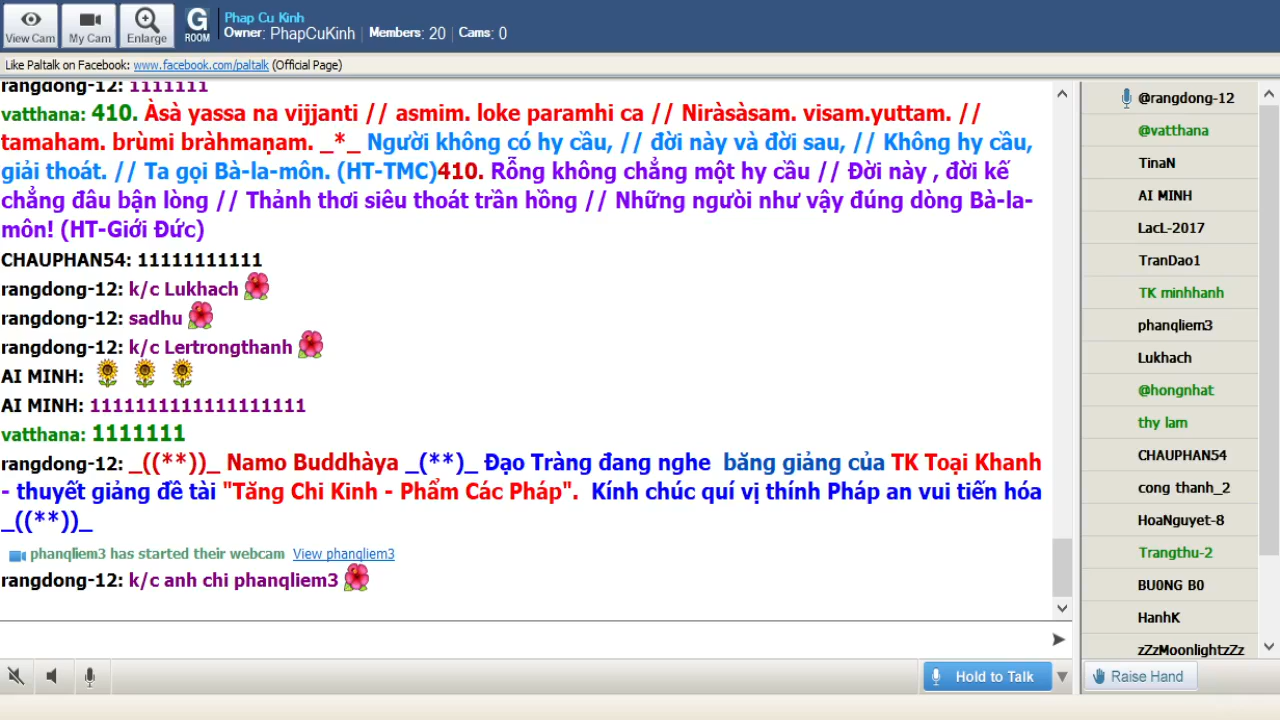 View Cam
My Cam
Enlarge
G
ROOM
Phap Cu Kinh
Owner: PhapCuKinh | Members: 20 | Cams: 0
Like Paltalk on Facebook: www.facebook.com/paltalk (Official Page)
rangdong-12: 1111111
vatthana: 410. Àsà yassa na vijjanti // asmim. loke paramhi ca // Niràsàsam. visam.yuttam. //
tamaham. brùmi bràhmaṇam. _*_ Người không có hy cầu, // đời này và đời sau, // Không hy cầu,
giải thoát. // Ta gọi Bà-la-môn. (HT-TMC)410. Rỗng không chẳng một hy cầu // Đời này , đời kế
chẳng đâu bận lòng // Thảnh thơi siêu thoát trần hồng // Những người như vậy đúng dòng Bà-la-
môn! (HT-Giới Đức)
CHAUPHAN54: 11111111111
rangdong-12: k/c Lukhach
rangdong-12: sadhu
rangdong-12: k/c Lertrongthanh
AI MINH:
AI MINH: 1111111111111111111
vatthana: 1111111
rangdong-12: _((**))_ Namo Buddhàya _(**)_ Đạo Tràng đang nghe băng giảng của TK Toại Khanh
- thuyết giảng đề tài "Tăng Chi Kinh - Phẩm Các Pháp". Kính chúc quí vị thính Pháp an vui tiến hóa
_((**))_
phanqliem3 has started their webcam View phanqliem3
rangdong-12: k/c anh chi phanqliem3
Hold to Talk
@rangdong-12
@vatthana
TinaN
AI MINH
LacL-2017
TranDao1
TK minhhanh
phanqliem3
Lukhach
@hongnhat
thy lam
CHAUPHAN54
cong thanh_2
HoaNguyet-8
Trangthu-2
BU0NG B0
HanhK
zZzMoonlightzZz
Raise Hand